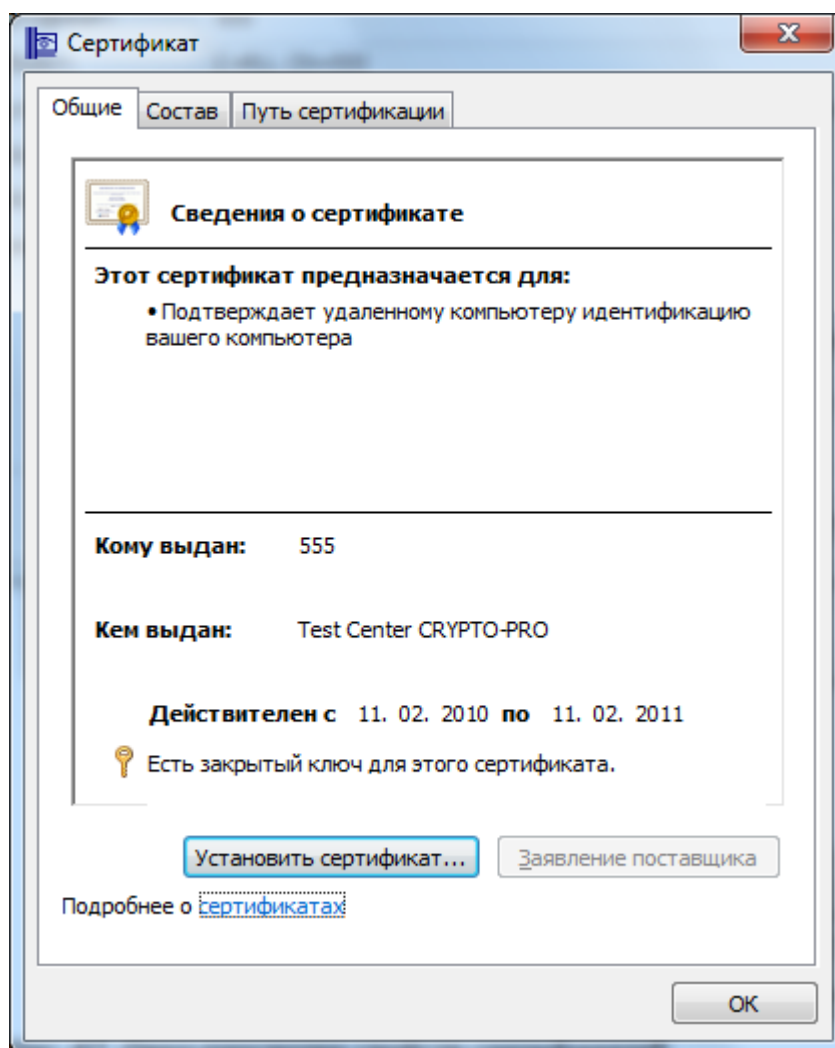 Сертификат
Общие Состав Путь сертификации
Сведения о сертификате
Этот сертификат предназначается для:
• Подтверждает удаленному компьютеру идентификацию
вашего компьютера
Кому выдан: 555
Кем выдан: Test Center CRYPTO-PRO
Действителен с 11. 02. 2010 по 11. 02. 2011
Есть закрытый ключ для этого сертификата.
Установить сертификат... Заявление поставщика
Подробнее о сертификатах
ОК